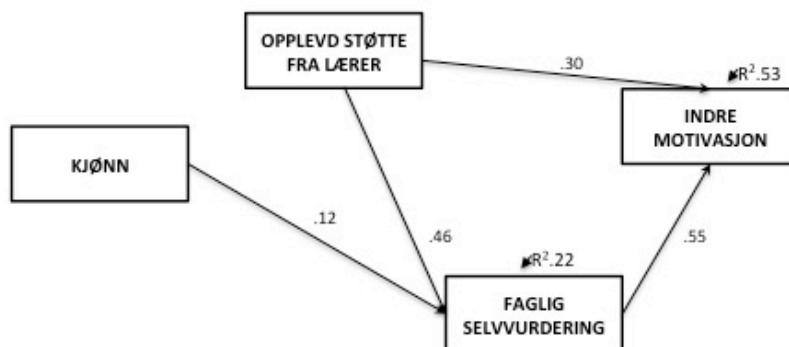 OPPLEVD STØTTE
FRA LÆRER
.30
R².53
INDRE
MOTIVASJON
KJØNN
.12
.46
.55
R².22
FAGLIG
SELVVURDERING